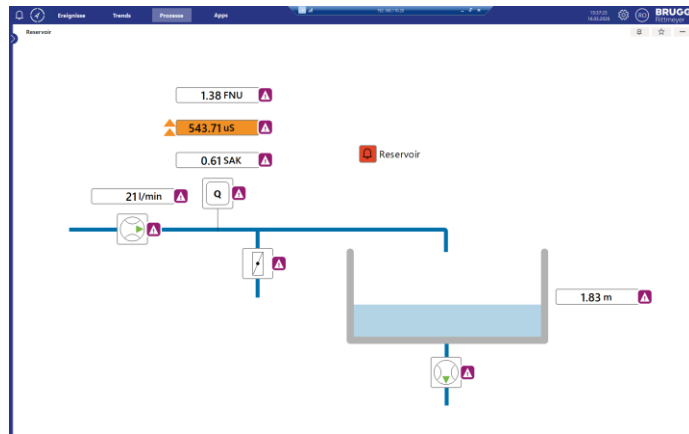 Ereignisse Trends Prozesse Apps
RO
BRUGG
Rittmeyer
Reservoir
1.38 FNU
543.71 uS
0.61 SAK
Reservoir
Q
21 l/min
1.83 m